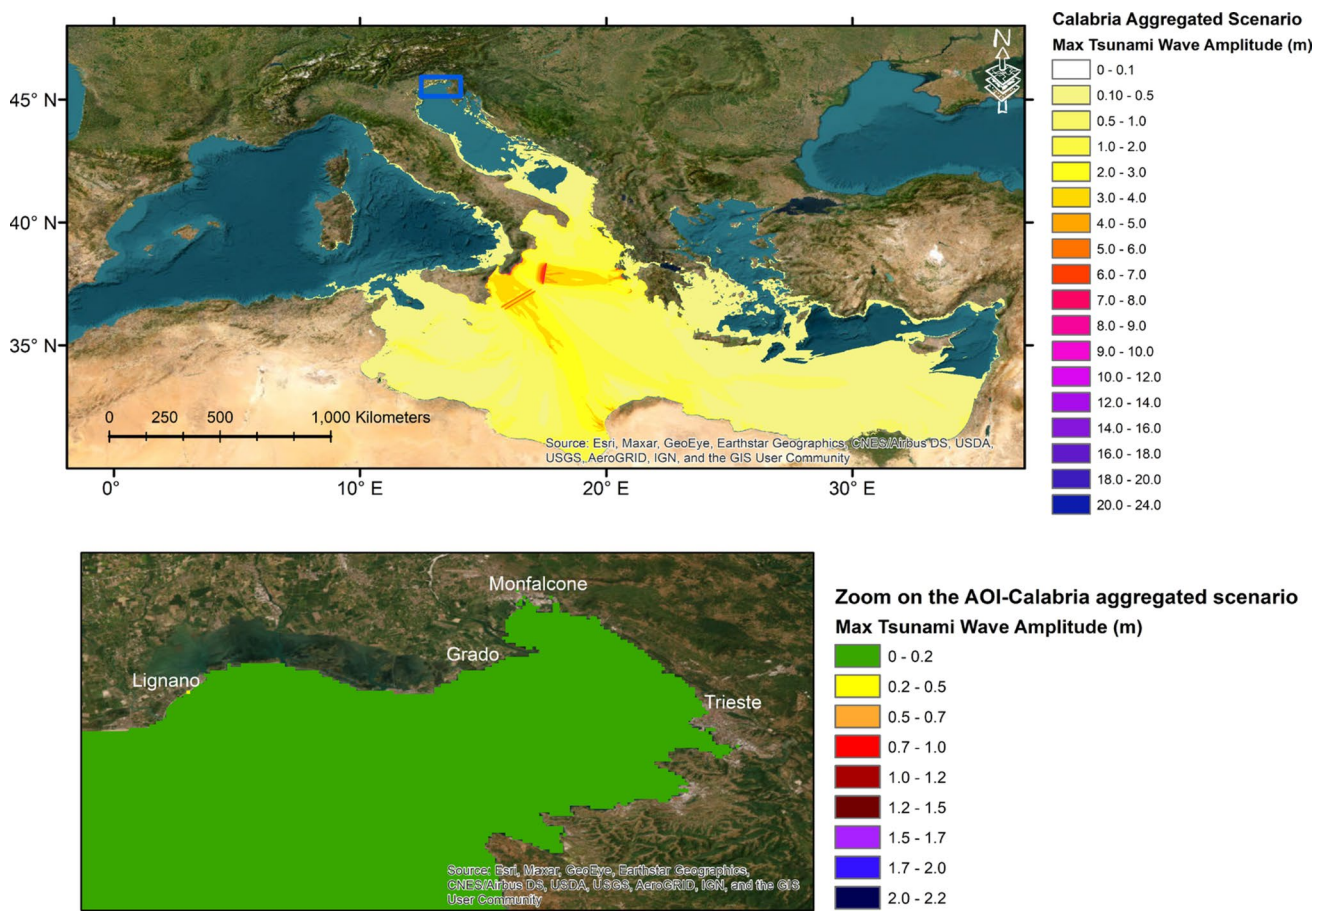 Calabria Aggregated Scenario
Max Tsunami Wave Amplitude (m)
0 - 0.1
0.10 - 0.5
0.5 - 1.0
1.0 - 2.0
2.0 - 3.0
3.0 - 4.0
4.0 - 5.0
5.0 - 6.0
6.0 - 7.0
7.0 - 8.0
8.0 - 9.0
9.0 - 10.0
10.0 - 12.0
12.0 - 14.0
14.0 - 16.0
16.0 - 18.0
18.0 - 20.0
20.0 - 24.0
N
45° N
40° N
35° N
0 250 500 1,000 Kilometers
Source: Esri, Maxar, GeoEye, Earthstar Geographics, CNES/Airbus DS, USDA,
USGS, AeroGRID, IGN, and the GIS User Community
0° 10° E 20° E 30° E
Monfalcone
Grado
Lignano
Trieste
Source: Esri, Maxar, GeoEye, Earthstar Geographics,
CNES/Airbus DS, USDA, USGS, AeroGRID, IGN, and the GIS
User Community
Zoom on the AOI-Calabria aggregated scenario
Max Tsunami Wave Amplitude (m)
0 - 0.2
0.2 - 0.5
0.5 - 0.7
0.7 - 1.0
1.0 - 1.2
1.2 - 1.5
1.5 - 1.7
1.7 - 2.0
2.0 - 2.2